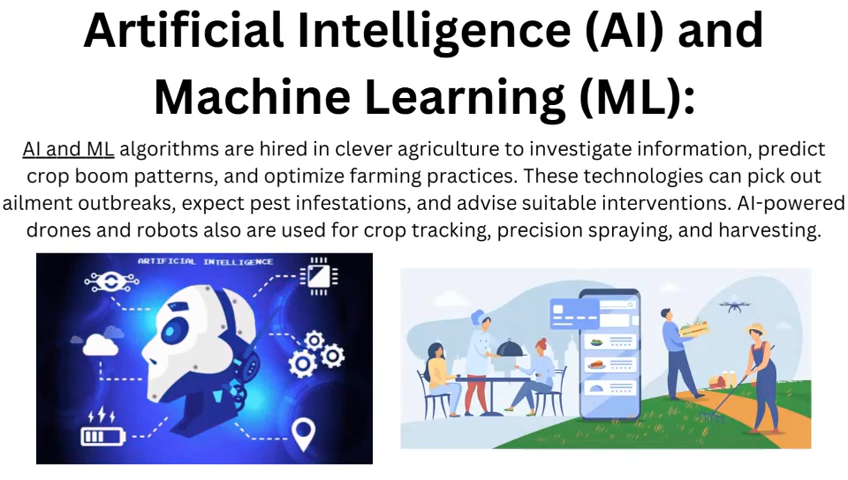 Artificial Intelligence (AI) and
Machine Learning (ML):
AI and ML algorithms are hired in clever agriculture to investigate information, predict
crop boom patterns, and optimize farming practices. These technologies can pick out
ailment outbreaks, expect pest infestations, and advise suitable interventions. AI-powered
drones and robots also are used for crop tracking, precision spraying, and harvesting.
ARTIFICIAL INTELLIGENCE